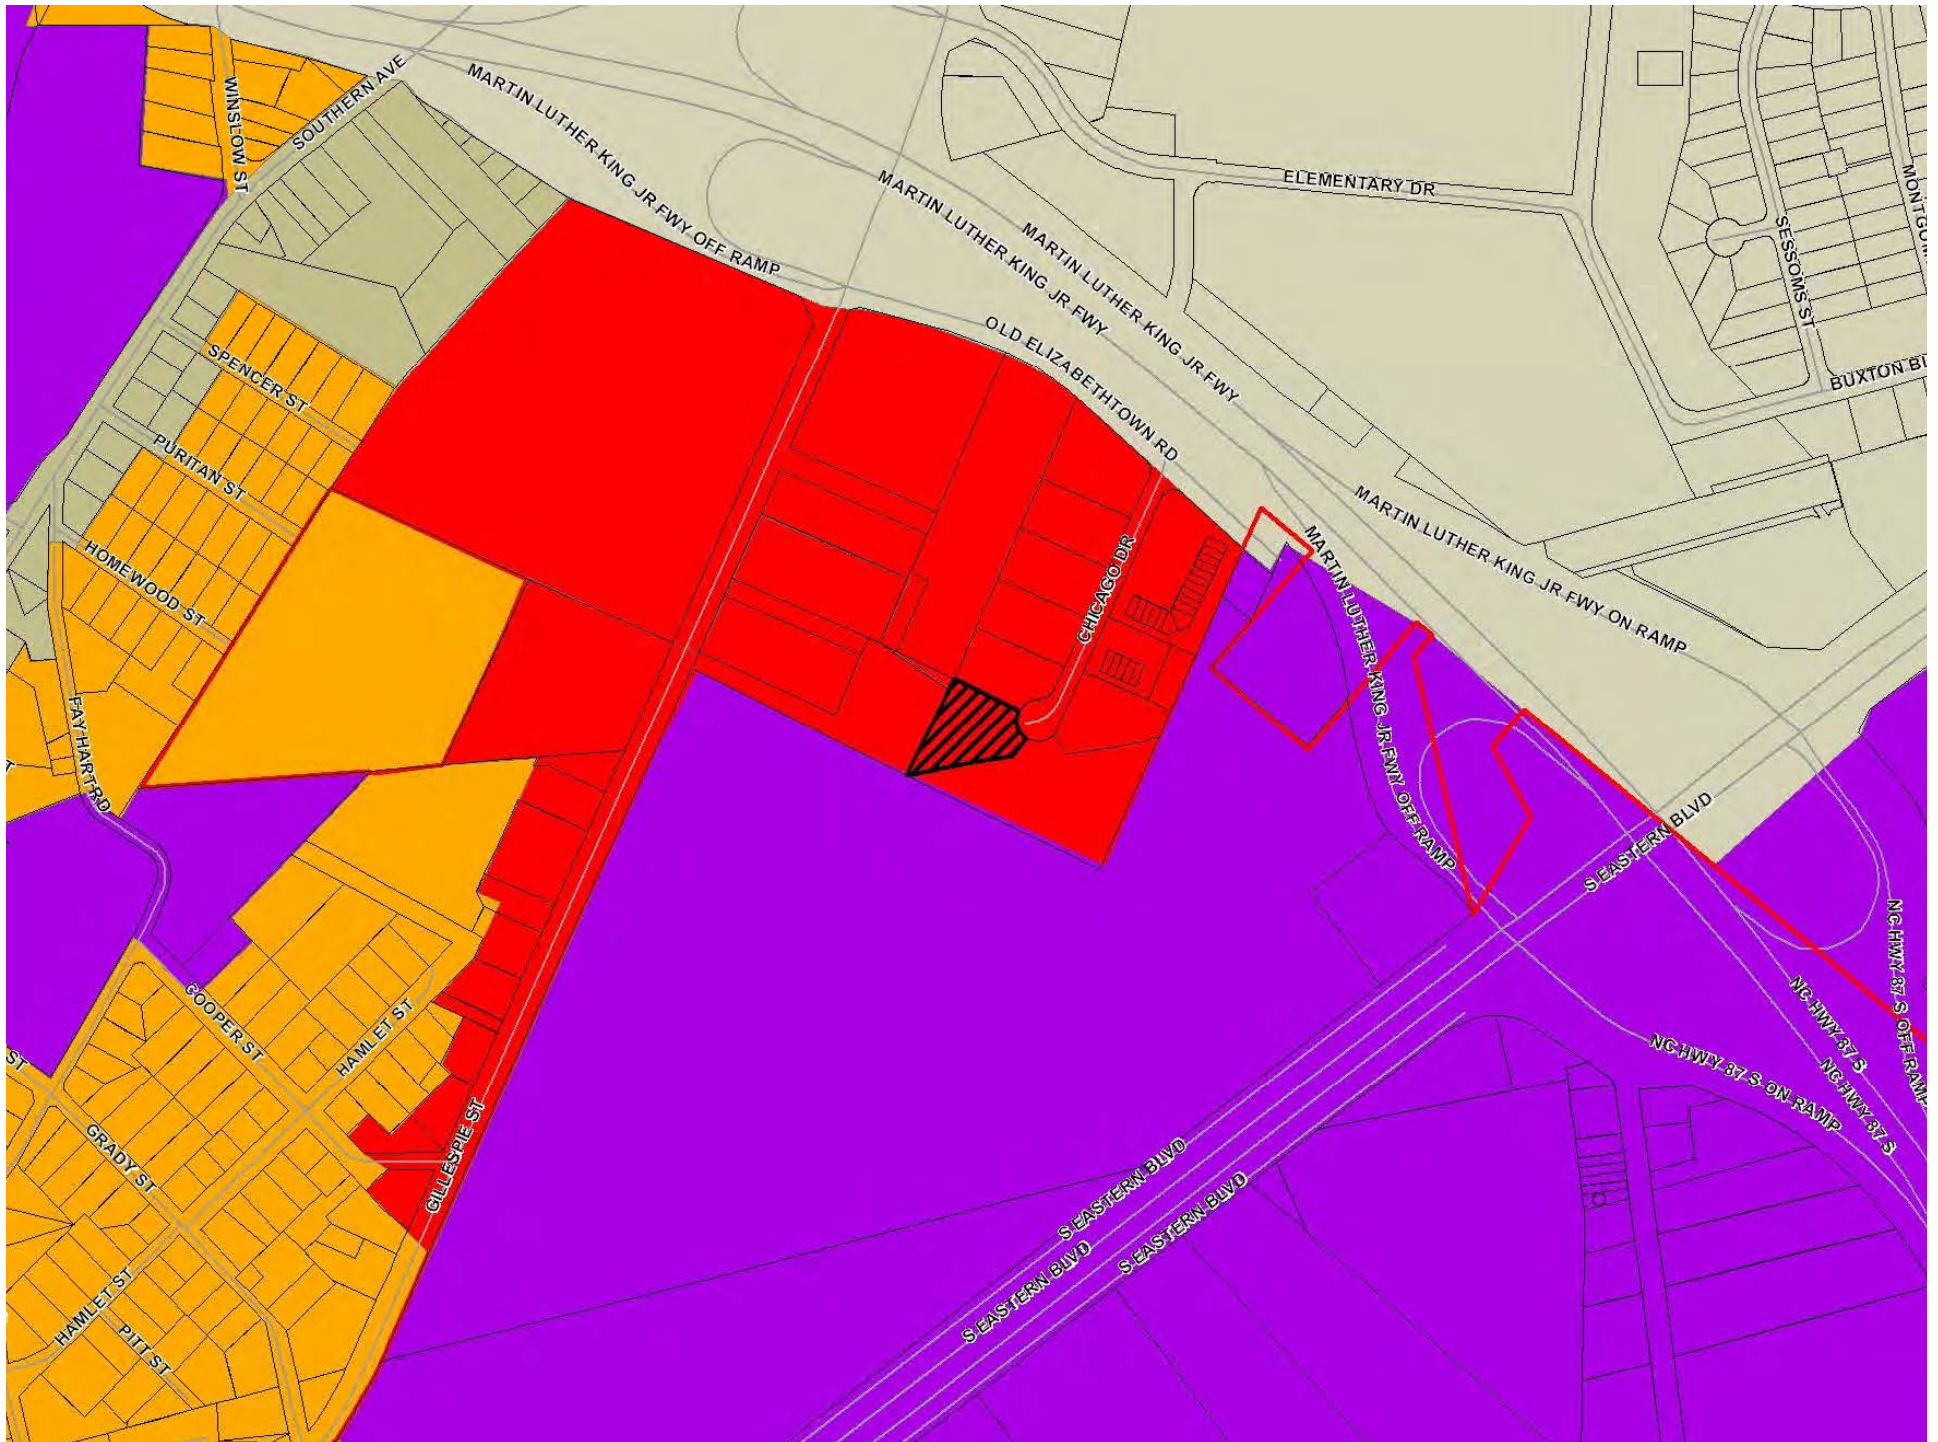 WINSLOW ST
SOUTHERN AVE
MARTIN LUTHER KING JR FWY OFF RAMP
MARTIN LUTHER KING JR FWY
MARTIN LUTHER KING JR FWY
ELEMENTARY DR
SESSOMS ST
MONTGOM
BUXTON BL
OLD ELIZABETHTOWN RD
SPENCER ST
PURITAN ST
HOMEWOOD ST
FAY HART RD
CHICAGO DR
MARTIN LUTHER KING JR FWY ON RAMP
MARTIN LUTHER KING JR FWY OFF RAMP
S EASTERN BLVD
NC HWY 87 S OFF RAMP
NC HWY 87 S
NC HWY 87 S
NC HWY 87 S ON RAMP
COOPER ST
HAMLET ST
ST
GRADY ST
GILLESPIE ST
S EASTERN BLVD
S EASTERN BLVD
S EASTERN BLVD
HAMLET ST
PITT ST